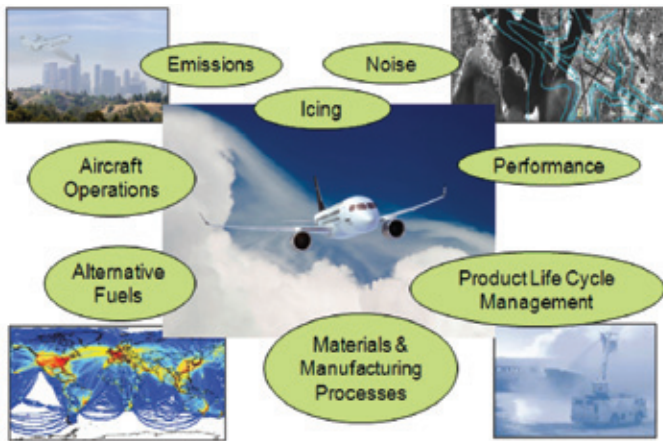 Emissions
Noise
Icing
Aircraft
Operations
Performance
Alternative
Fuels
Product Life Cycle
Management
Materials &
Manufacturing
Processes